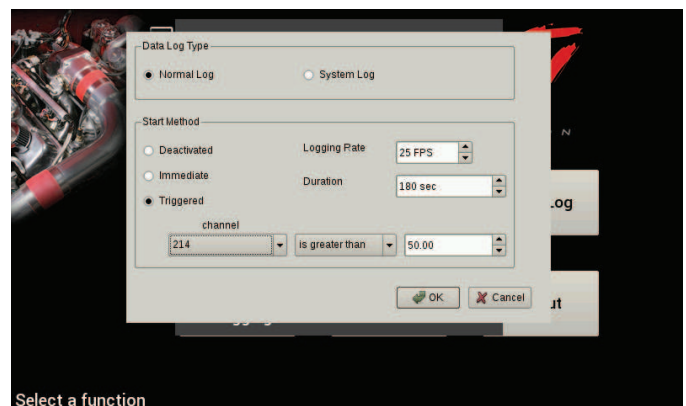 Data Log Type
Normal Log
System Log
Start Method
Deactivated
Logging Rate
25 FPS
Immediate
Duration
180 sec
Triggered
channel
214
is greater than
50.00
OK
Cancel
N
Select a function